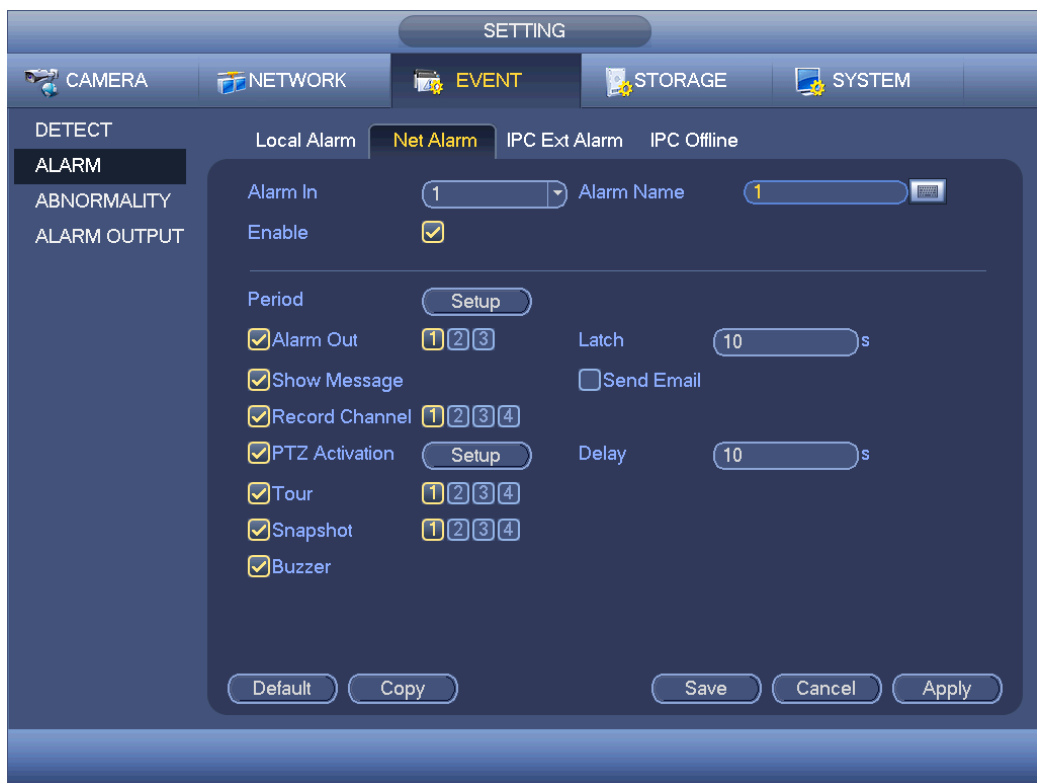 SETTING
CAMERA NETWORK EVENT STORAGE SYSTEM
DETECT
ALARM
ABNORMALITY
ALARM OUTPUT
Local Alarm Net Alarm IPC Ext Alarm IPC Offline
Alarm In 1 Alarm Name 1
Enable
Period Setup
Alarm Out 1 2 3 Latch 10 s
Show Message Send Email
Record Channel 1 2 3 4
PTZ Activation Setup Delay 10 s
Tour 1 2 3 4
Snapshot 1 2 3 4
Buzzer
Default Copy Save Cancel Apply